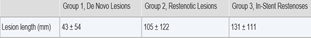 Group 1, De Novo Lesions Group 2, Restenotic Lesions Group 3, In-Stent Restenoses
Lesion length (mm) 43 ± 54 105 ± 122 131 ± 111